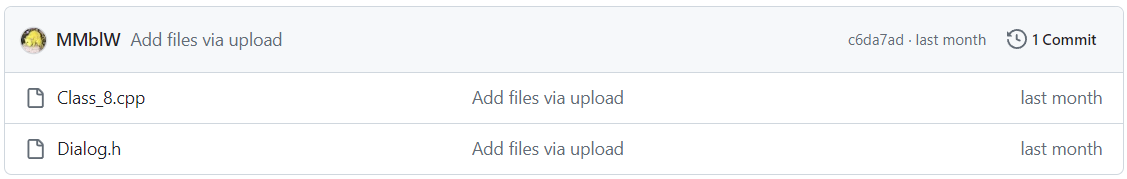 MMblW Add files via upload c6da7ad · last month 1 Commit
Class_8.cpp Add files via upload last month
Dialog.h Add files via upload last month